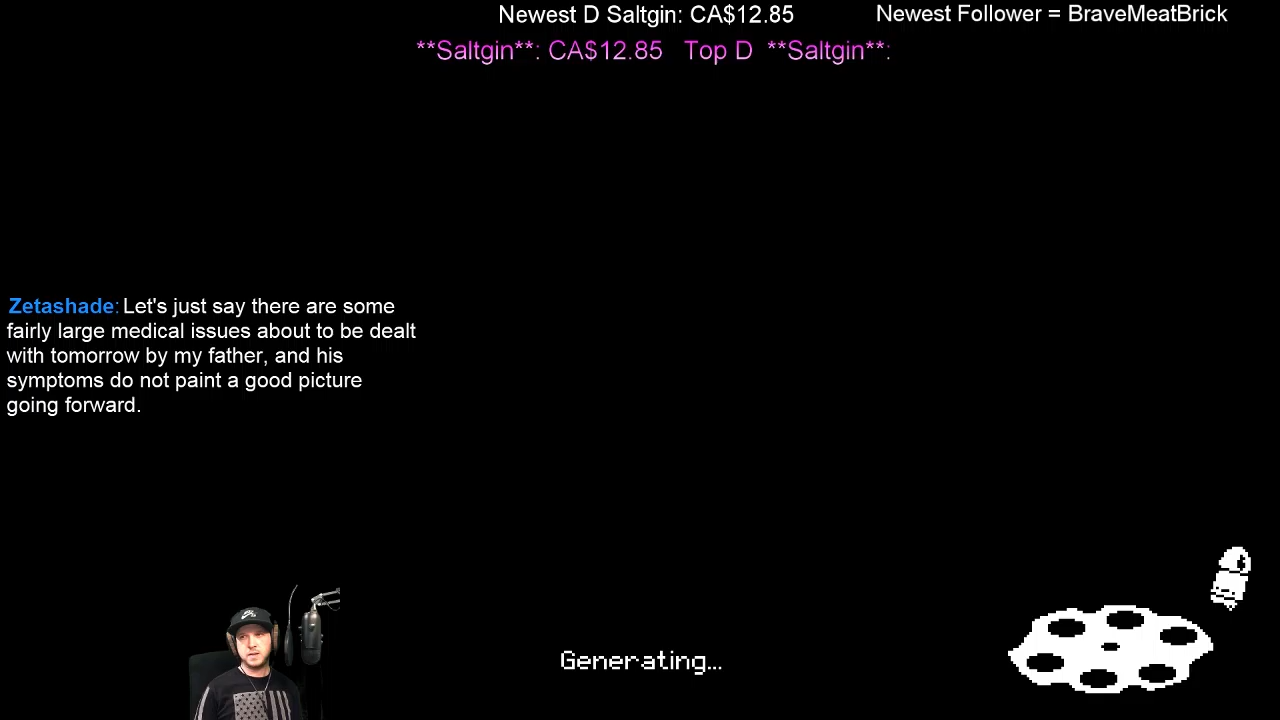 Newest D Saltgin: CA$12.85
Newest Follower = BraveMeatBrick
**Saltgin**: CA$12.85 Top D **Saltgin**:
Zetashade: Let's just say there are some
fairly large medical issues about to be dealt
with tomorrow by my father, and his
symptoms do not paint a good picture
going forward.
Generating...